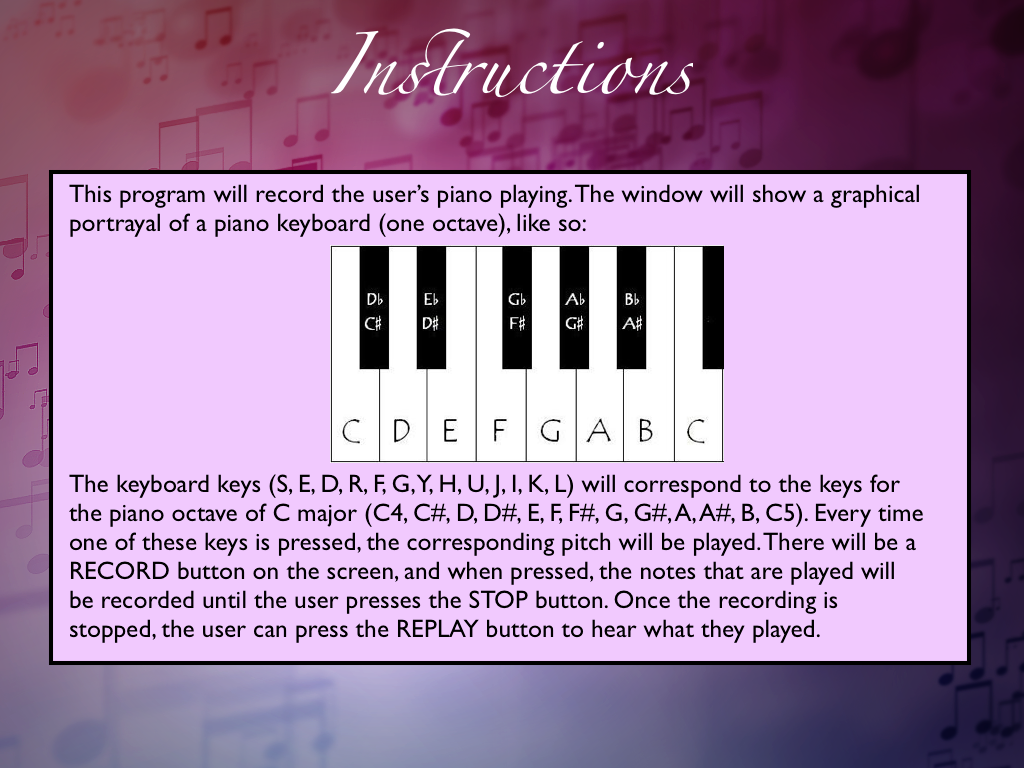 Instructions
This program will record the user’s piano playing. The window will show a graphical
portrayal of a piano keyboard (one octave), like so:
D♭ E♭ G♭ A♭ B♭
C♯ D♯ F♯ G♯ A♯
C D E F G A B C
The keyboard keys (S, E, D, R, F, G, Y, H, U, J, I, K, L) will correspond to the keys for
the piano octave of C major (C4, C#, D, D#, E, F, F#, G, G#, A, A#, B, C5). Every time
one of these keys is pressed, the corresponding pitch will be played. There will be a
RECORD button on the screen, and when pressed, the notes that are played will
be recorded until the user presses the STOP button. Once the recording is
stopped, the user can press the REPLAY button to hear what they played.